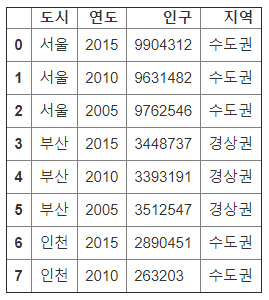 도시 연도 인구 지역
0 서울 2015 9904312 수도권
1 서울 2010 9631482 수도권
2 서울 2005 9762546 수도권
3 부산 2015 3448737 경상권
4 부산 2010 3393191 경상권
5 부산 2005 3512547 경상권
6 인천 2015 2890451 수도권
7 인천 2010 263203 수도권